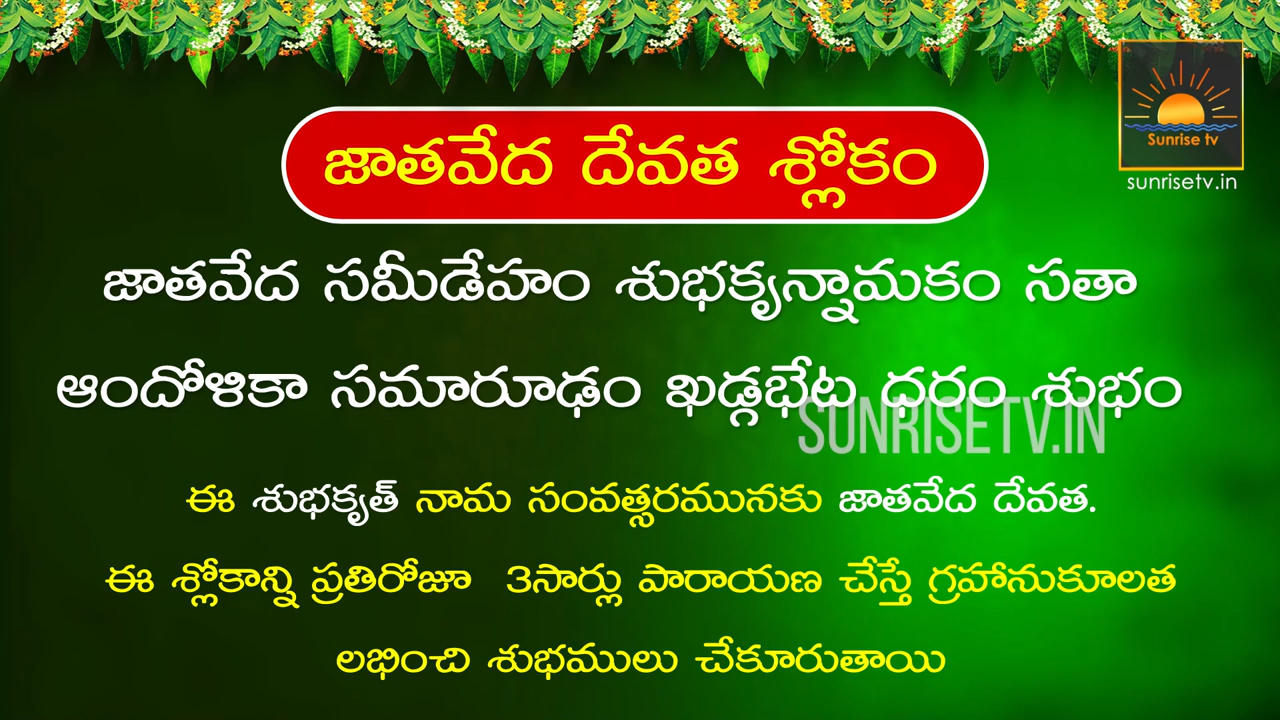 జాతవేద దేవత శ్లోకం
Sunrise tv
sunrisetv.in
జాతవేద సమీడేహం శుభకృన్నామకం సతా
ఆందోళికా సమారూఢం ఖడ్గభేట ధరం శుభం
SUNRISETV.IN
ఈ శుభకృత్ నామ సంవత్సరమునకు జాతవేద దేవత.
ఈ శ్లోకాన్ని ప్రతిరోజూ 3సార్లు పారాయణ చేస్తే గ్రహానుకూలత
లభించి శుభములు చేకూరుతాయి